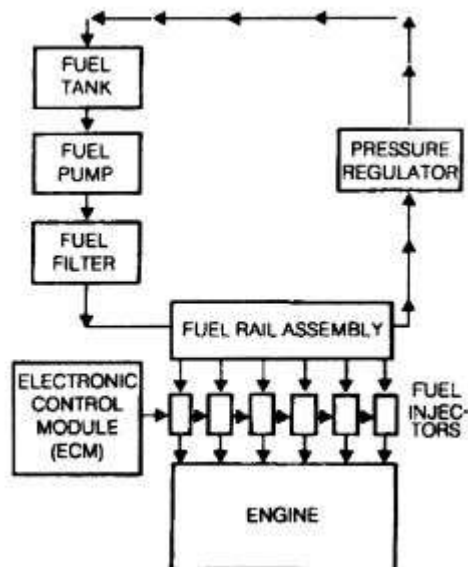 FUEL
TANK
FUEL
PUMP
PRESSURE
REGULATOR
FUEL
FILTER
FUEL RAIL ASSEMBLY
ELECTRONIC
CONTROL
MODULE
(ECM)
FUEL
INJEC-
TORS
ENGINE